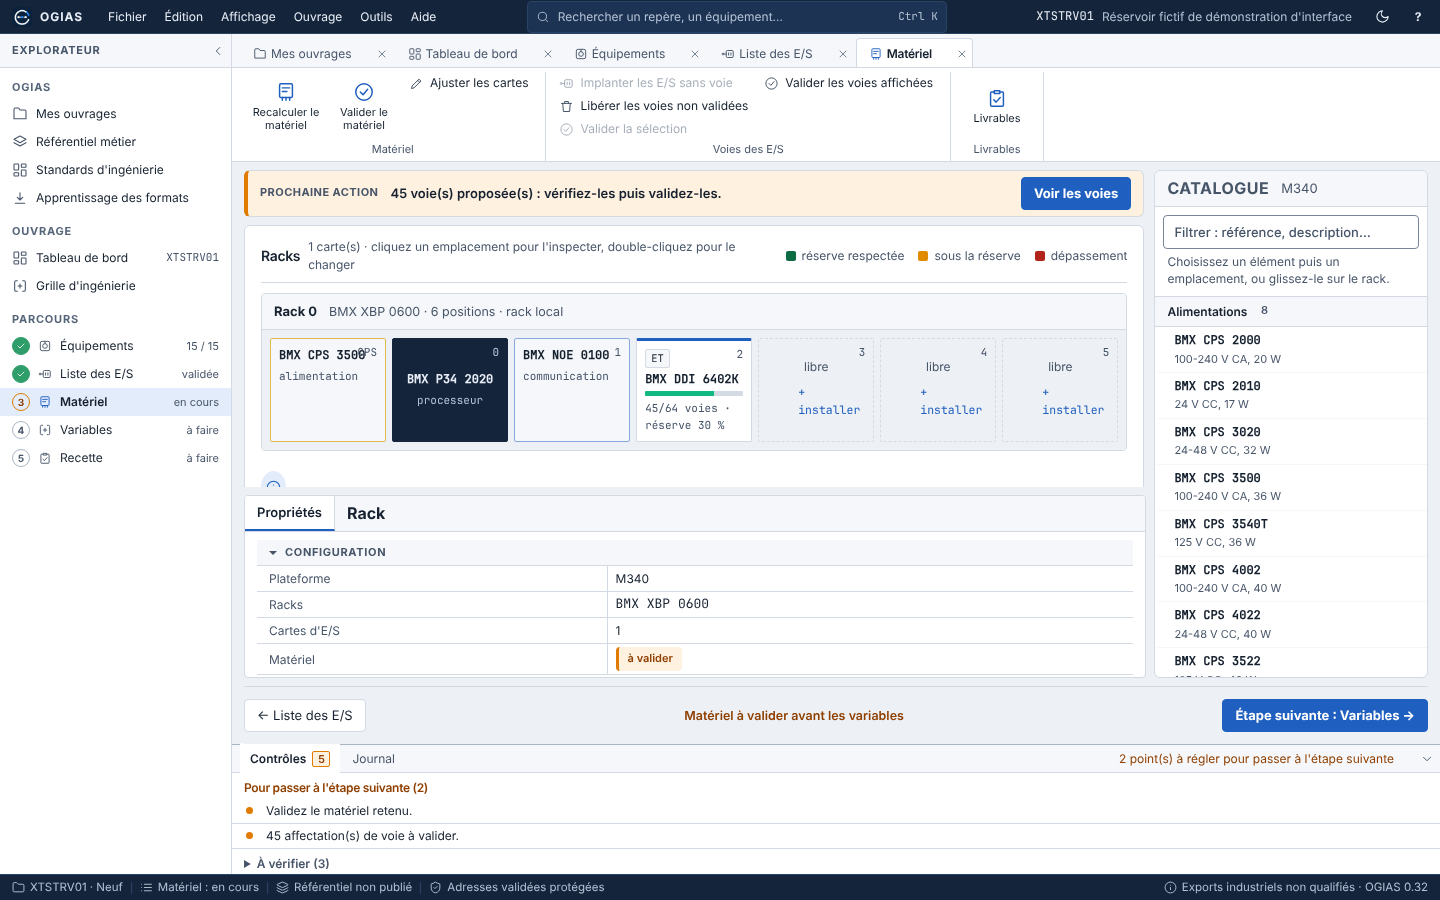 OGIAS Fichier Édition Affichage Ouvrage Outils Aide
Rechercher un repère, un équipement... Ctrl K
XTSTRV01 Réservoir fictif de démonstration d'interface ?
EXPLORATEUR
OGIAS
Mes ouvrages
Référentiel métier
Standards d'ingénierie
Apprentissage des formats
OUVRAGE
Tableau de bord XTSTRV01
Grille d'ingénierie
PARCOURS
Équipements 15 / 15
Liste des E/S validée
3 Matériel en cours
4 Variables à faire
5 Recette à faire
Mes ouvrages Tableau de bord Équipements Liste des E/S Matériel
Recalculer le matériel
Valider le matériel
Ajuster les cartes
Matériel
Implanter les E/S sans voie
Valider les voies affichées
Libérer les voies non validées
Valider la sélection
Voies des E/S
Livrables
Livrables
PROCHAINE ACTION 45 voie(s) proposée(s) : vérifiez-les puis validez-les. Voir les voies
Racks 1 carte(s) · cliquez un emplacement pour l'inspecter, double-cliquez pour le
changer
réserve respectée sous la réserve dépassement
Rack 0 BMX XBP 0600 · 6 positions · rack local
BMX CPS 3500 CPS
alimentation
0
BMX P34 2020
processeur
BMX NOE 0100 1
communication
ET 2
BMX DDI 6402K
45/64 voies ·
réserve 30 %
3
libre
+
installer
4
libre
+
installer
5
libre
+
installer
Propriétés Rack
CONFIGURATION
Plateforme M340
Racks BMX XBP 0600
Cartes d'E/S 1
Matériel à valider
CATALOGUE M340
Filtrer : référence, description...
Choisissez un élément puis un
emplacement, ou glissez-le sur le rack.
Alimentations 8
BMX CPS 2000
100-240 V CA, 20 W
BMX CPS 2010
24 V CC, 17 W
BMX CPS 3020
24-48 V CC, 32 W
BMX CPS 3500
100-240 V CA, 36 W
BMX CPS 3540T
125 V CC, 36 W
BMX CPS 4002
100-240 V CA, 40 W
BMX CPS 4022
24-48 V CC, 40 W
BMX CPS 3522
← Liste des E/S
Matériel à valider avant les variables
Étape suivante : Variables →
Contrôles 5 Journal
2 point(s) à régler pour passer à l'étape suivante
Pour passer à l'étape suivante (2)
Validez le matériel retenu.
45 affectation(s) de voie à valider.
À vérifier (3)
XTSTRV01 · Neuf Matériel : en cours Référentiel non publié Adresses validées protégées
Exports industriels non qualifiés · OGIAS 0.32